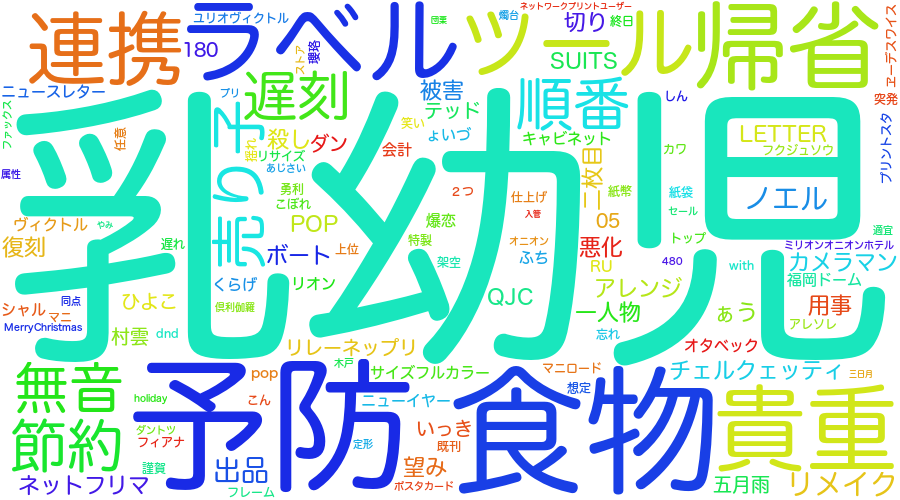 乳幼児
予防
食物
連携
ラベル
ツール
帰省
ユリオヴィクトル
団栗
燭台
ネットワークプリントユーザー
切り
終日
ヱーデスワイス
180
ストア
瓔珞
SUITS
ニュースレター
プリ
遅刻
被害
順番
しん
突発
ファックス
任意
売り子
揺れ
殺し
ダン
笑い
テッド
ょいづ
キャビネット
LETTER
フクジュソウ
プリントスタ
リサイズ
会計
カワ
属性
あじさい
二枚目
勇利
こぼれ
2つ
仕上げ
紙幣
紙袋
ノエル
セール
入管
ヴィクトル
やみ
POP
爆恋
05
適宜
復刻
遅れ
ボート
上位
特製
オニオン
悪化
トップ
ミリオンオニオンホテル
架空
ふち
RU
480
with
カメラマン
福岡ドーム
くらげ
リオン
シャル
同点
マニ
ひよこ
倶利伽羅
QJC
アレンジ
一人物
ぁう
用事
アレソレ
MerryChristmas
村雲
dnd
リレーネップリ
忘れ
オタベック
無音
木戸
pop
サイズフルカラー
マニロード
想定
チェルクェッティ
三日月
holiday
こん
ニューイヤー
貴重
節約
ダントツ
フィアナ
いっき
定形
既刊
謹賀
出品
望み
ネットフリマ
フレーム
ポスタカード
五月雨
リメイク